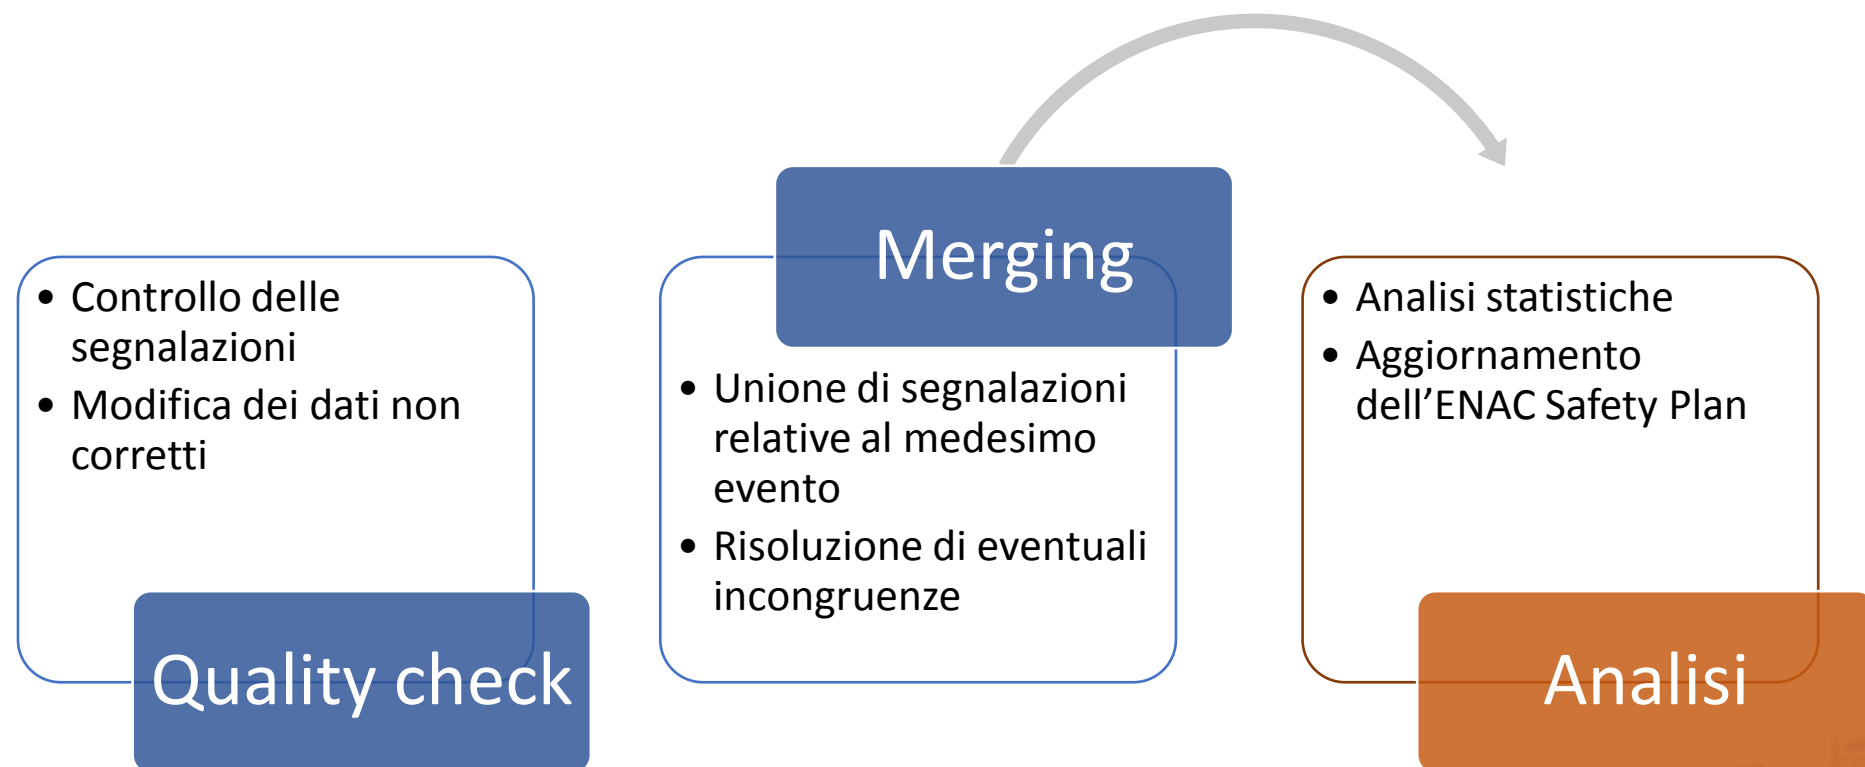 • Controllo delle
segnalazioni
• Modifica dei dati non
corretti
Quality check
Merging
• Unione di segnalazioni
relative al medesimo
evento
• Risoluzione di eventuali
incongruenze
• Analisi statistiche
• Aggiornamento
dell’ENAC Safety Plan
Analisi